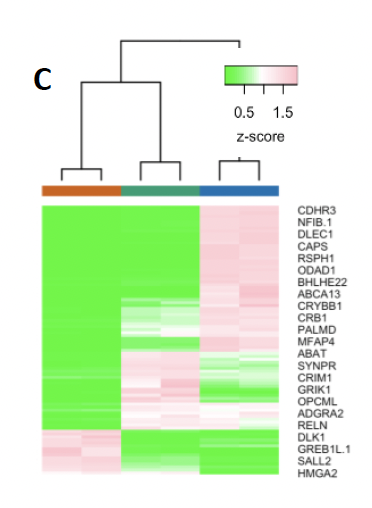 C
0.5 1.5
z-score
CDHR3
NFIB.1
DLEC1
CAPS
RSPH1
ODAD1
BHLHE22
ABCA13
CRYBB1
CRB1
PALMD
MFAP4
ABAT
SYNPR
CRIM1
GRIK1
OPCML
ADGRA2
RELN
DLK1
GREB1L.1
SALL2
HMGA2